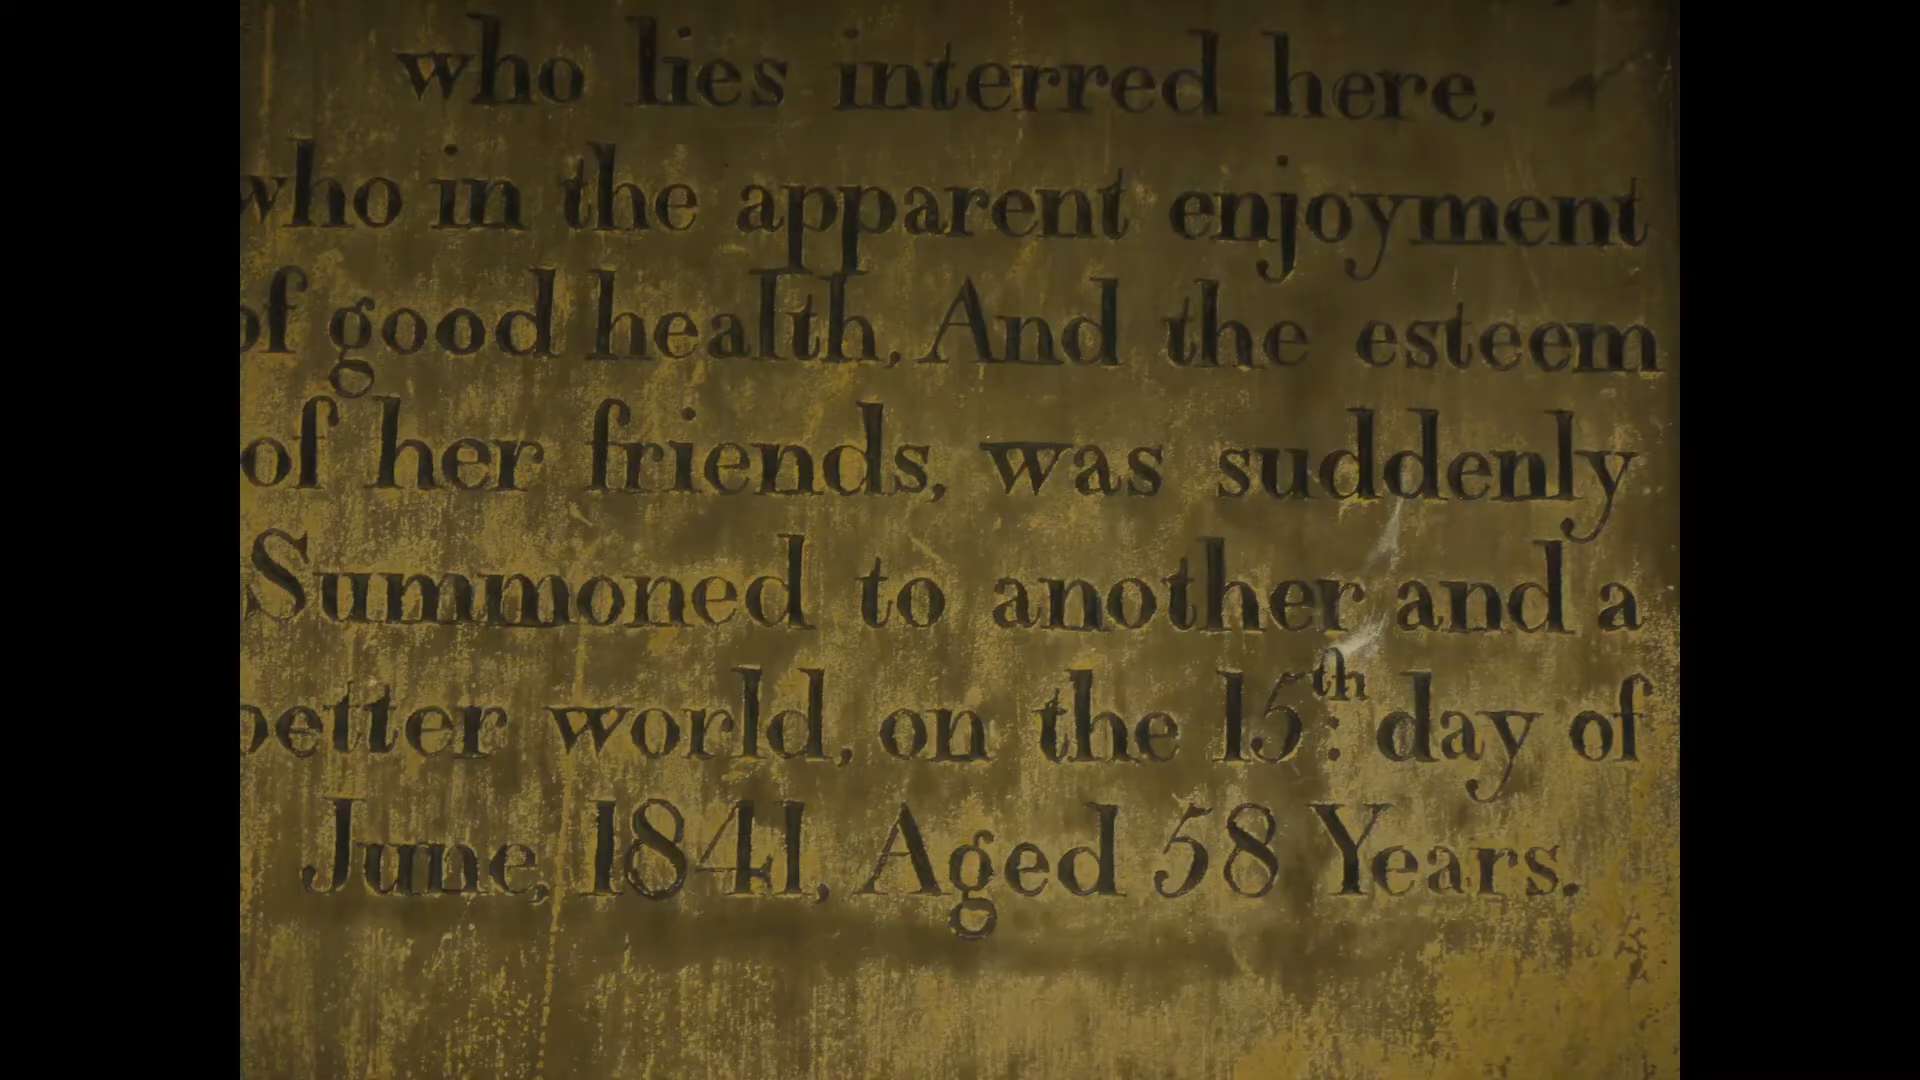 who lies interred here,
who in the apparent enjoyment
of good health, And the esteem
of her friends, was suddenly
Summoned to another and a
better world, on the 15th: day of
June, 1841, Aged 58 Years.